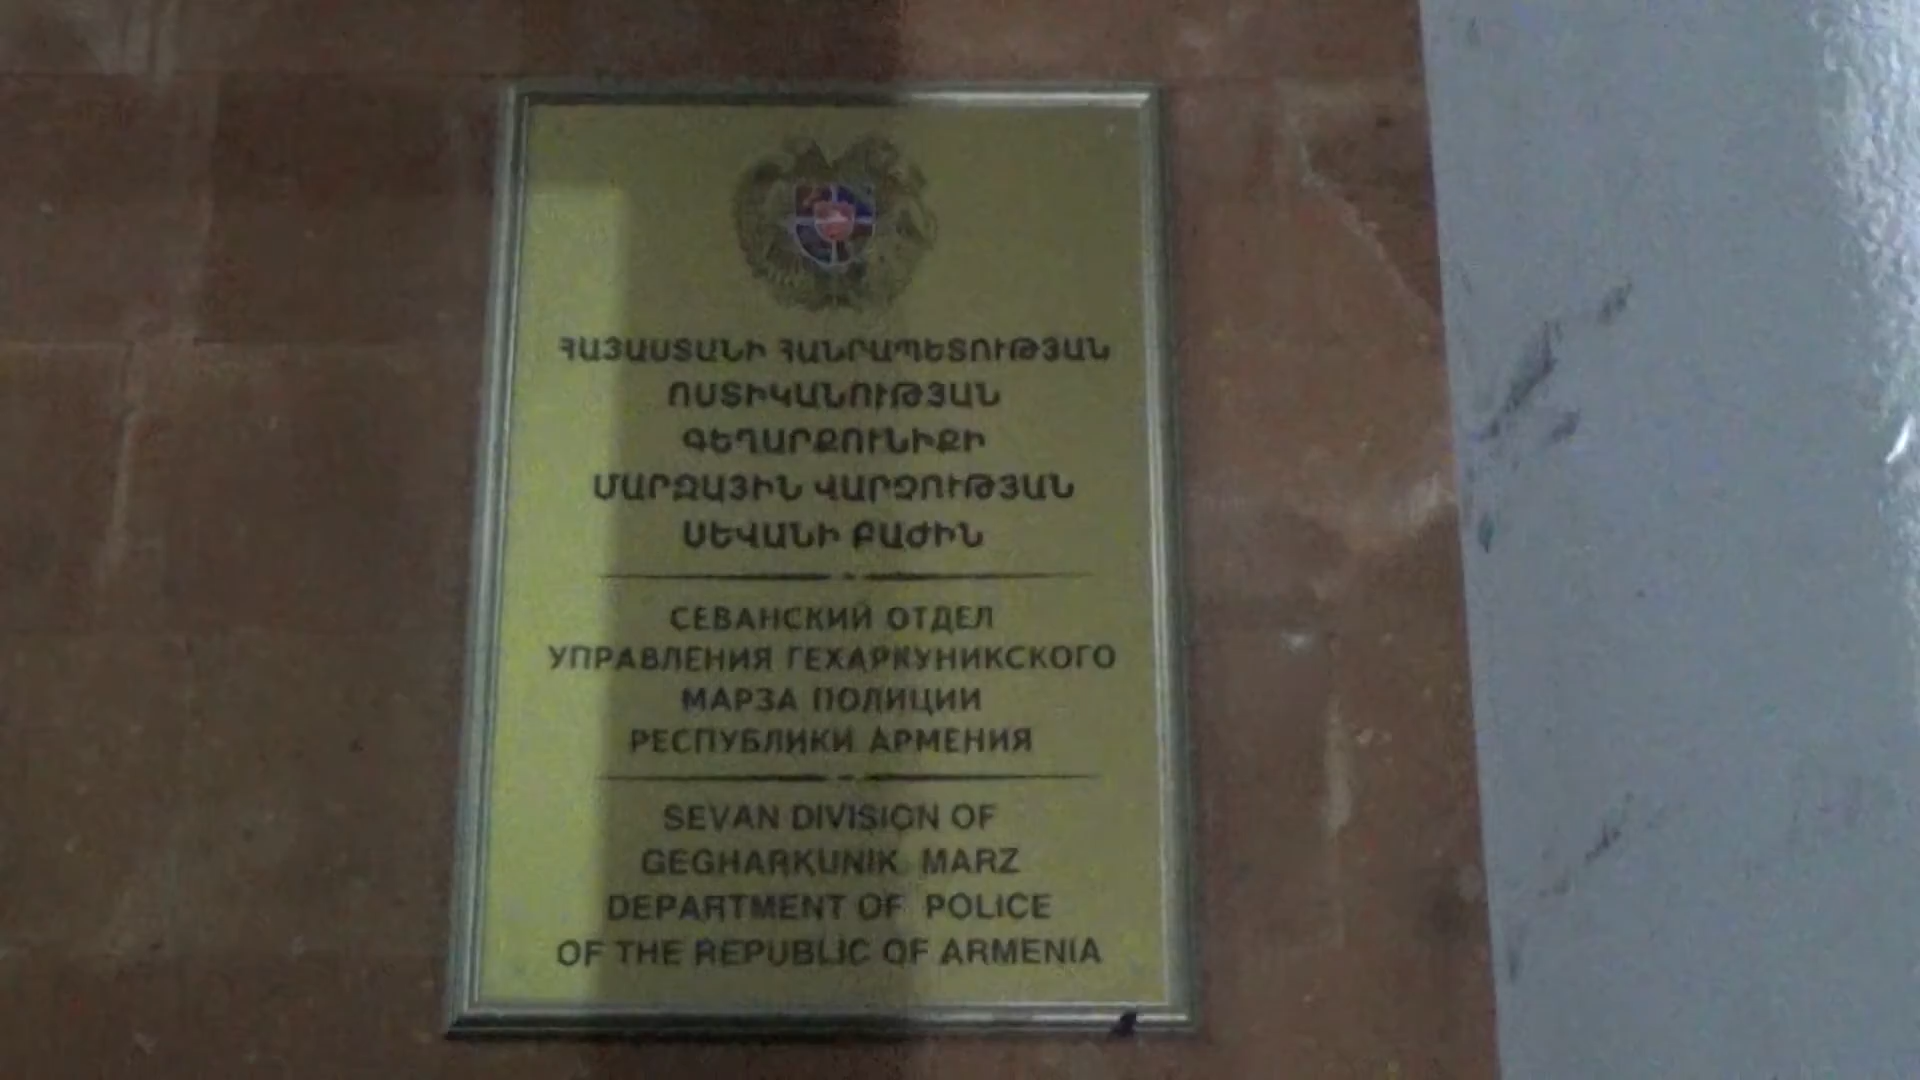 ՀԱՅԱՍՏԱՆԻ ՀԱՆՐԱՊԵՏՈՒԹՅԱՆ
ՈՍՏԻԿԱՆՈՒԹՅԱՆ
ԳԵՂԱՐՔՈՒՆԻՔԻ
ՄԱՐԶԱՅԻՆ ՎԱՐՉՈՒԹՅԱՆ
ՍԵՎԱՆԻ ԲԱԺԻՆ
СЕВАНСКИЙ ОТДЕЛ
УПРАВЛЕНИЯ ГЕХАРКУНИКСКОГО
МАРЗА ПОЛИЦИИ
РЕСПУБЛИКИ АРМЕНИЯ
SEVAN DIVISION OF
GEGHARKUNIK MARZ
DEPARTMENT OF POLICE
OF THE REPUBLIC OF ARMENIA